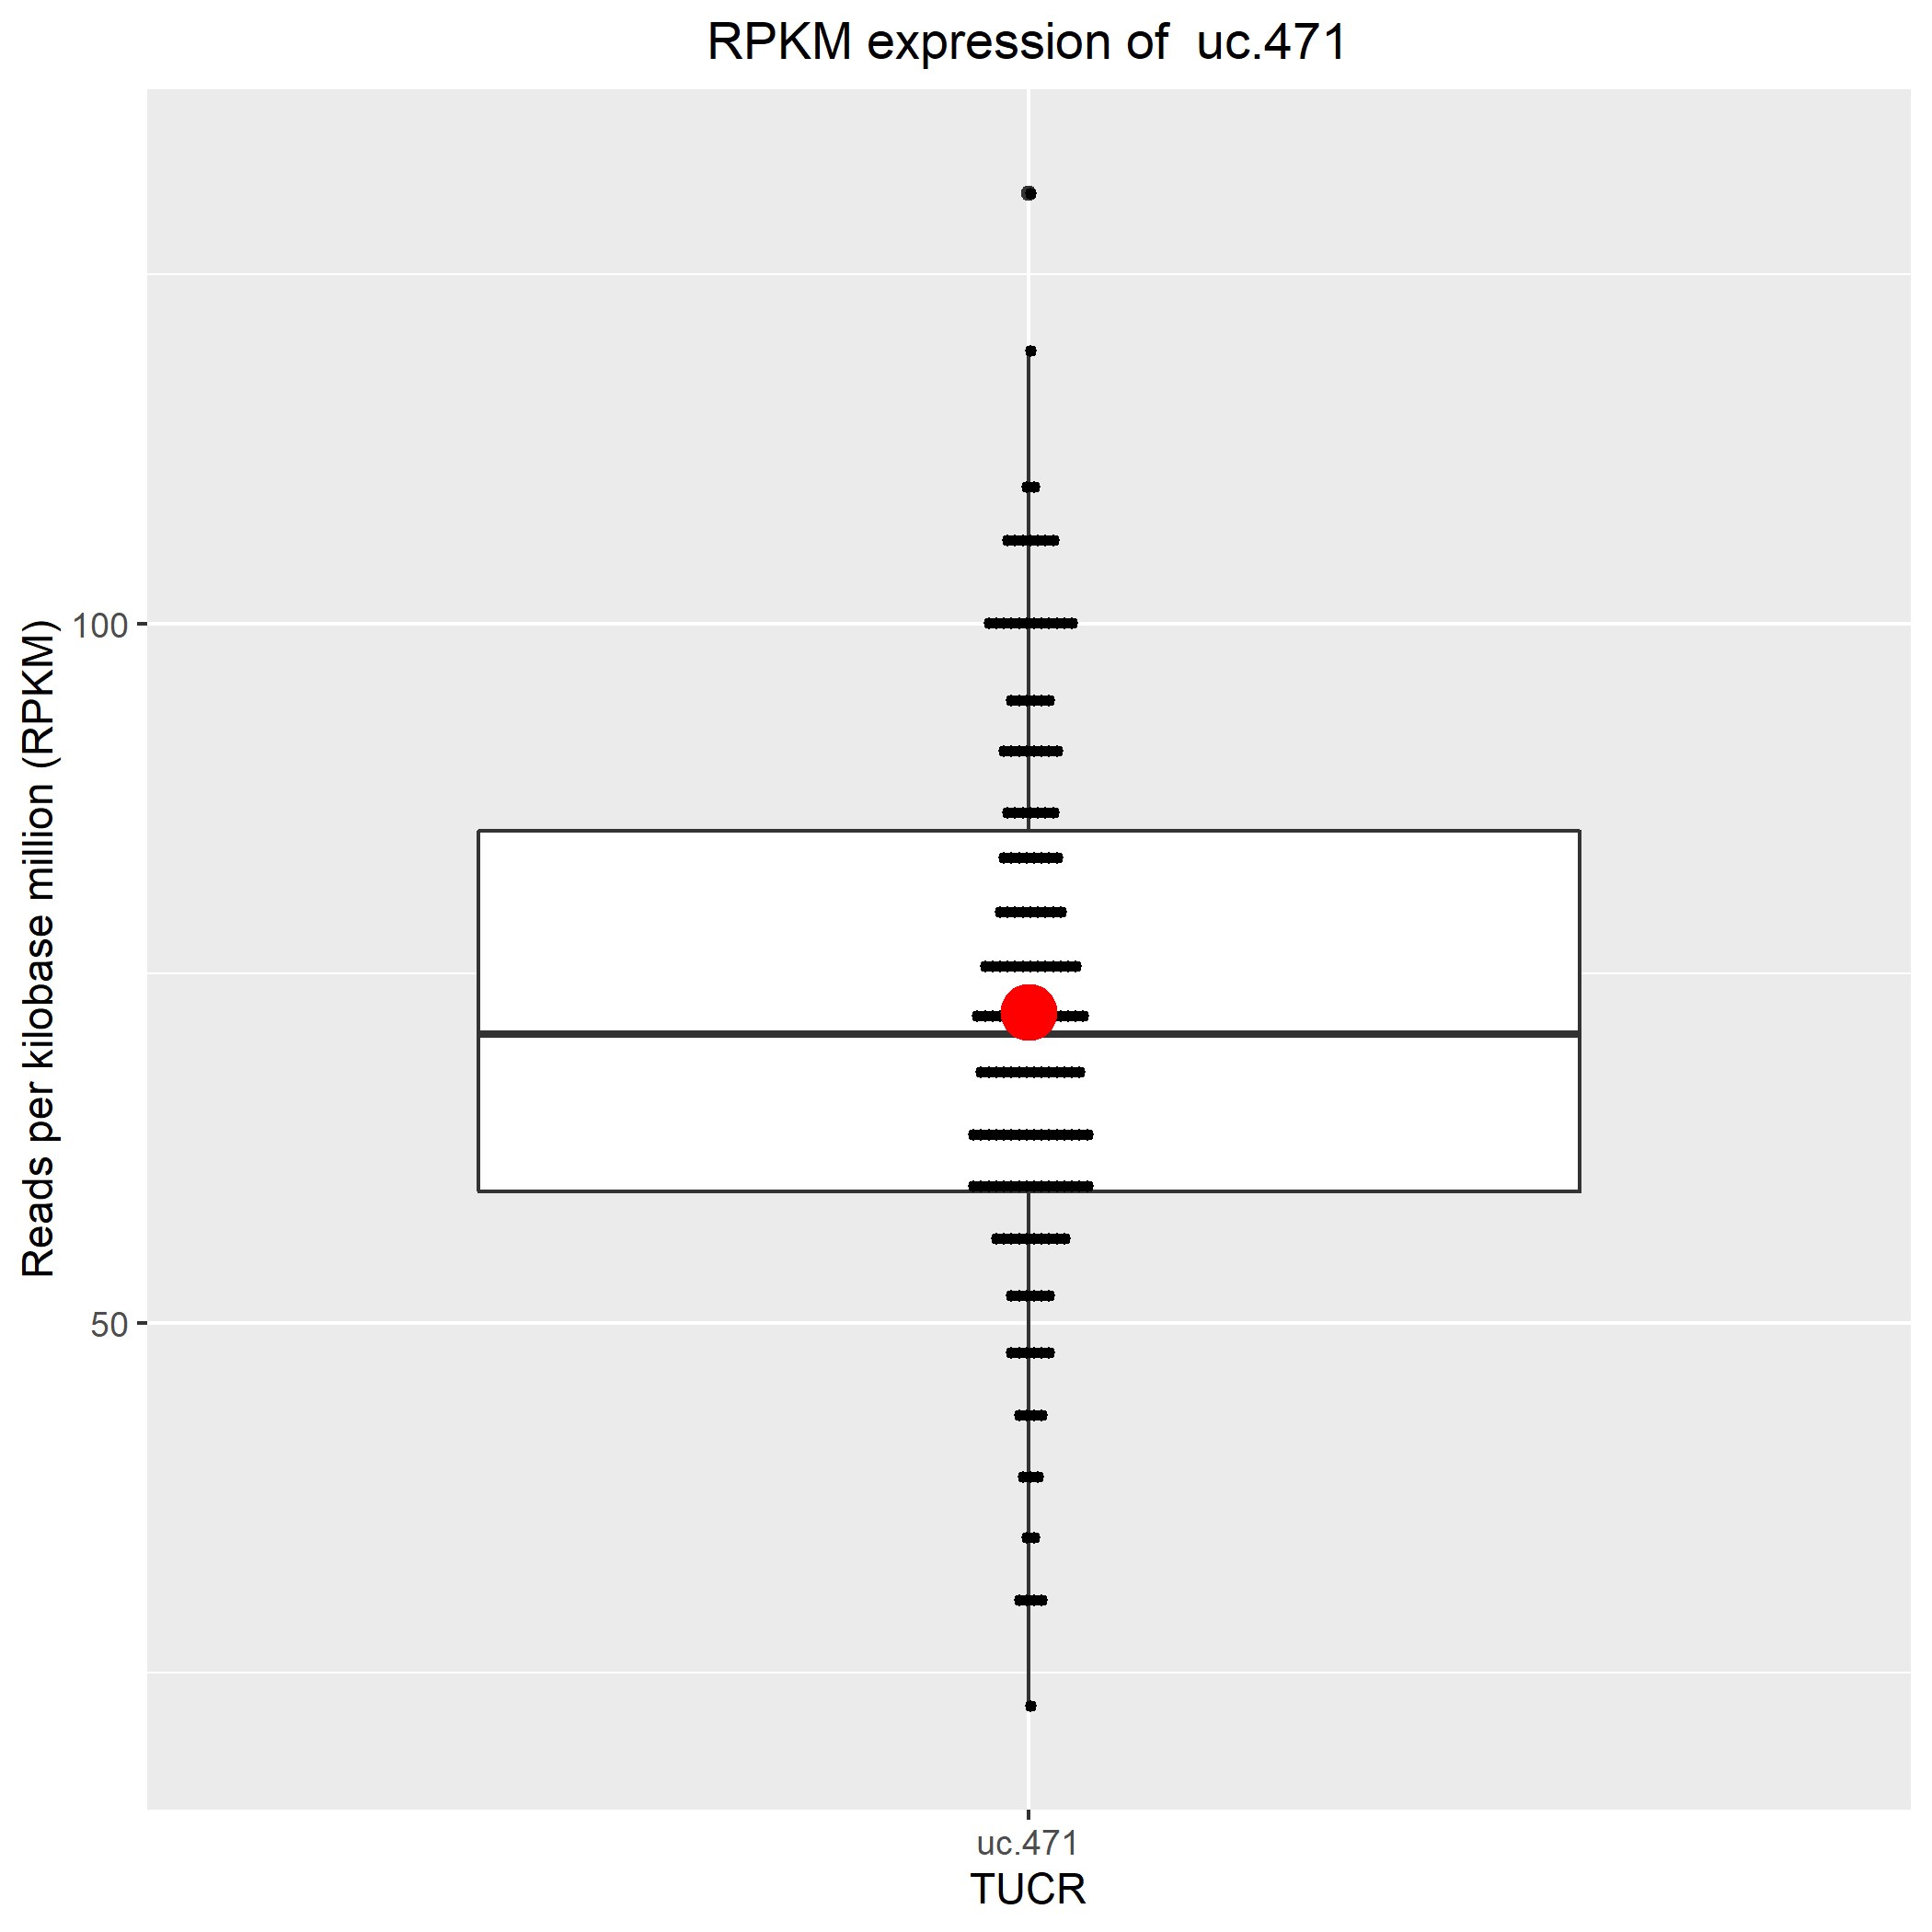 RPKM expression of  uc.471
Reads per kilobase million (RPKM)
100
50
uc.471
TUCR